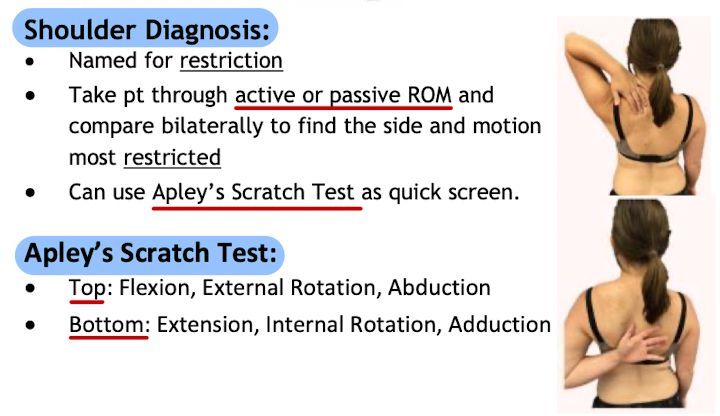 Shoulder Diagnosis:
• Named for restriction
• Take pt through active or passive ROM and
compare bilaterally to find the side and motion
most restricted
• Can use Apley’s Scratch Test as quick screen.
Apley’s Scratch Test:
• Top: Flexion, External Rotation, Abduction
• Bottom: Extension, Internal Rotation, Adduction